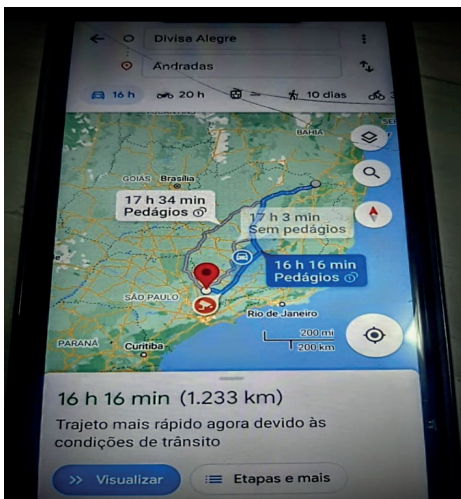 Divisa Alegre
Andradas
16 h
20 h
10 dias
BAHIA
GOIÁS
Brasília
17 h 34 min
Pedágios
17 h 3 min
Sem pedágios
16 h 16 min
Pedágios
SÃO PAULO
Rio de Janeiro
200 mi
200 km
PARANÁ
Curitiba
16 h 16 min (1.233 km)
Trajeto mais rápido agora devido às
condições de trânsito
Visualizar
Etapas e mais